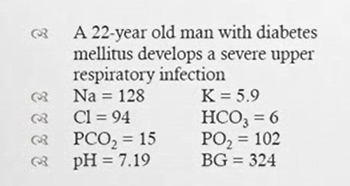 A 22-year old man with diabetes
mellitus develops a severe upper
respiratory infection
Na = 128 K = 5.9
Cl = 94 HCO3 = 6
PCO2 = 15 PO2 = 102
pH = 7.19 BG = 324